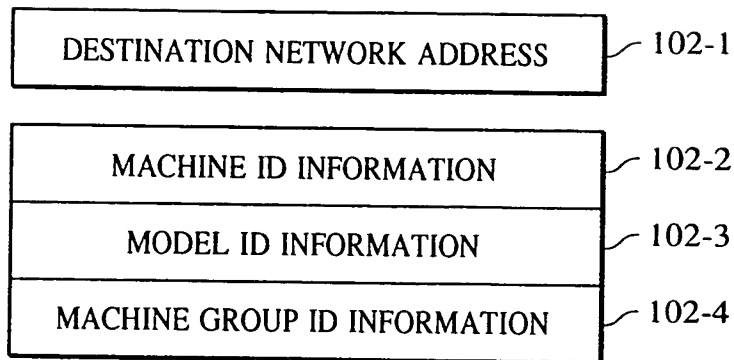 DESTINATION NETWORK ADDRESS 102-1
MACHINE ID INFORMATION 102-2
MODEL ID INFORMATION 102-3
MACHINE GROUP ID INFORMATION 102-4